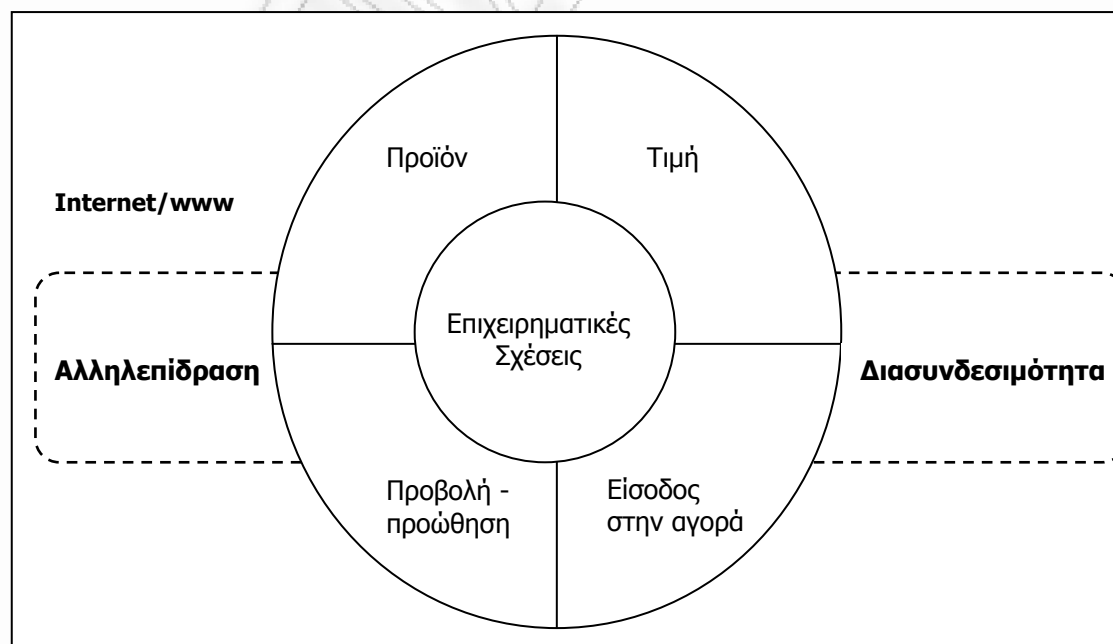 Προϊόν
Τιμή
Internet/www
Επιχειρηματικές
Σχέσεις
Αλληλεπίδραση
Διασυνδεσιμότητα
Προβολή -
προώθηση
Είσοδος
στην αγορά